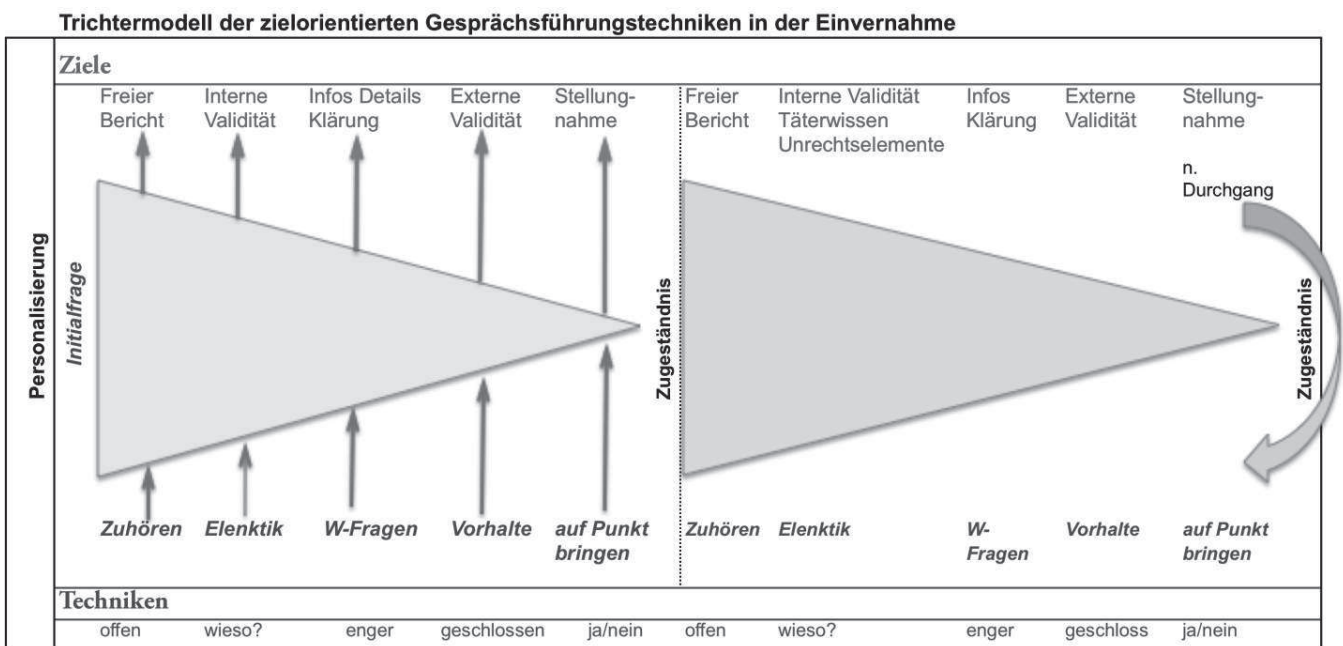 Trichtermodell der zielorientierten Gesprächsführungstechniken in der Einvernahme
Ziele
Freier
Bericht
Interne
Validität
Infos Details
Klärung
Externe
Validität
Stellung-
nahme
Freier
Bericht
Interne Validität
Täterwissen
Unrechtselemente
Infos
Klärung
Externe
Validität
Stellung-
nahme
n.
Durchgang
Personalisierung
Initialfrage
Zugeständnis
Zugeständnis
Zuhören
Elenktik
W-Fragen
Vorhalte
auf Punkt
bringen
Zuhören
Elenktik
W-
Fragen
Vorhalte
auf Punkt
bringen
Techniken
offen
wieso?
enger
geschlossen
ja/nein
offen
wieso?
enger
geschloss
ja/nein